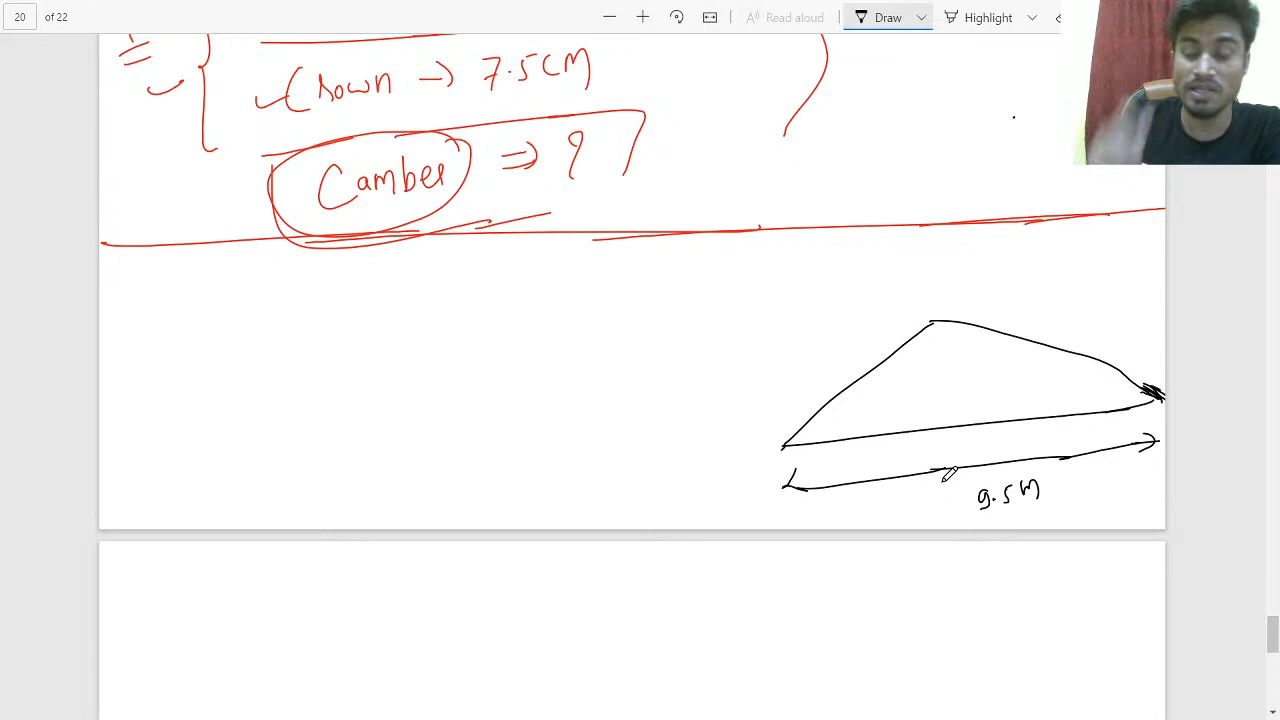 20 of 22
Read aloud
Draw
Highlight
Crown → 7.5CM
Camber ⇒ ?
9.5M